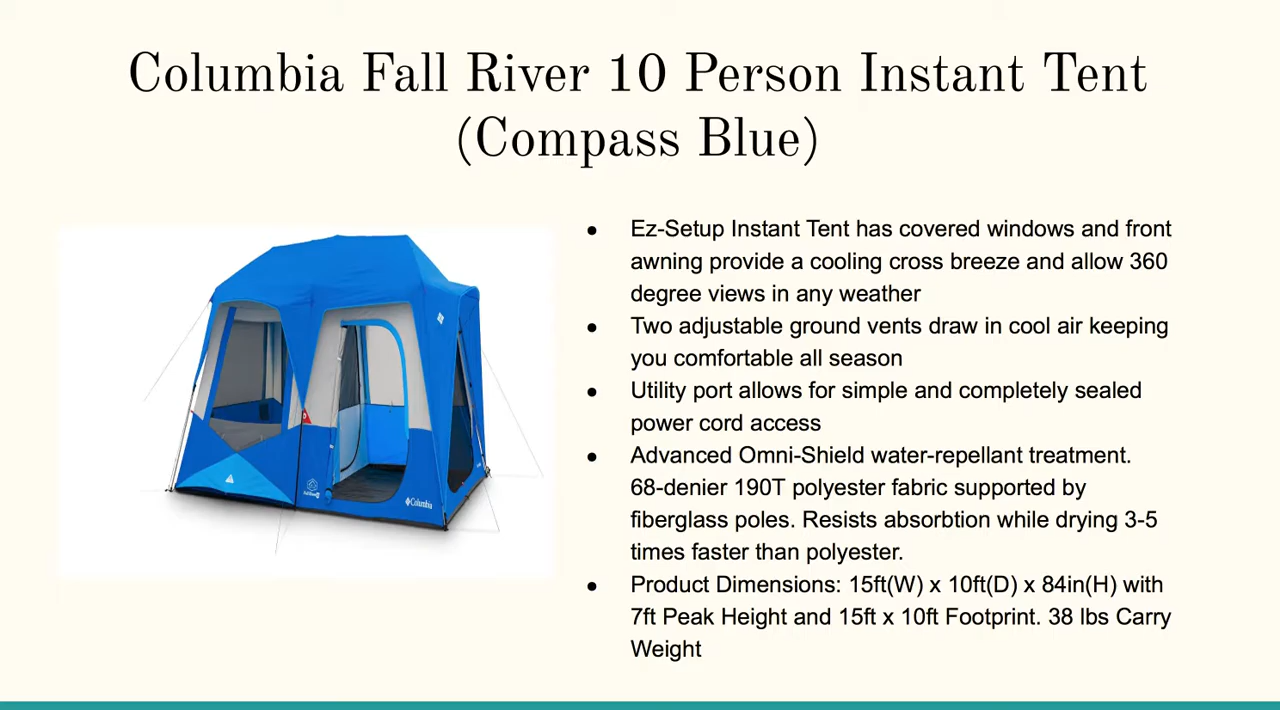 Columbia Fall River 10 Person Instant Tent
(Compass Blue)
Ez-Setup Instant Tent has covered windows and front
awning provide a cooling cross breeze and allow 360
degree views in any weather
Two adjustable ground vents draw in cool air keeping
you comfortable all season
Utility port allows for simple and completely sealed
power cord access
Advanced Omni-Shield water-repellant treatment.
68-denier 190T polyester fabric supported by
fiberglass poles. Resists absorbtion while drying 3-5
times faster than polyester.
Product Dimensions: 15ft(W) x 10ft(D) x 84in(H) with
7ft Peak Height and 15ft x 10ft Footprint. 38 lbs Carry
Weight
Columbia